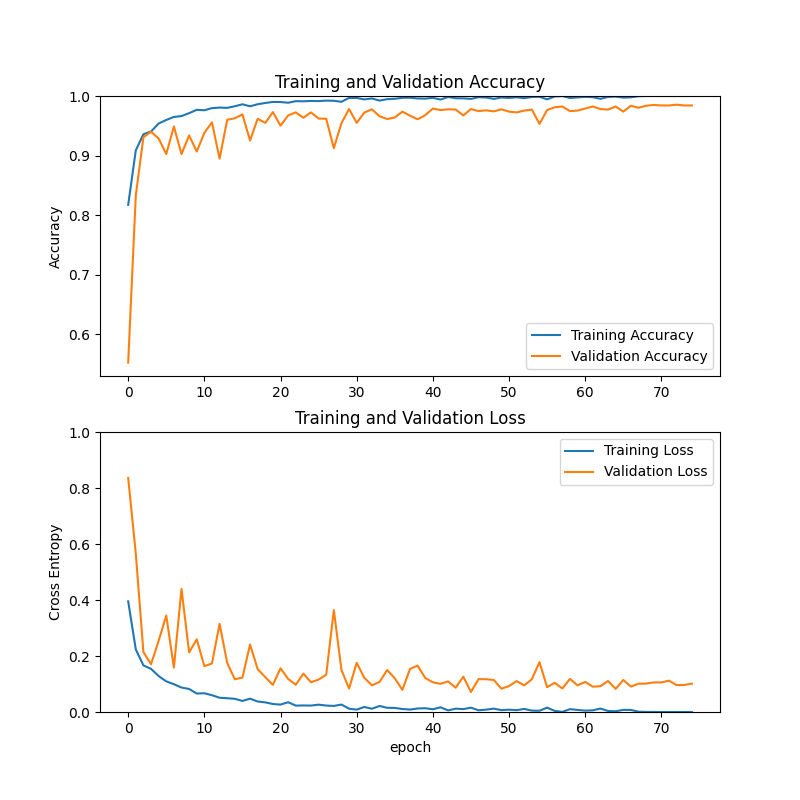 Training and Validation Accuracy
Accuracy
1.0
0.9
0.8
0.7
0.6
Training Accuracy
Validation Accuracy
0 10 20 30 40 50 60 70
Training and Validation Loss
Cross Entropy
1.0
0.8
0.6
0.4
0.2
0.0
Training Loss
Validation Loss
0 10 20 30 40 50 60 70
epoch